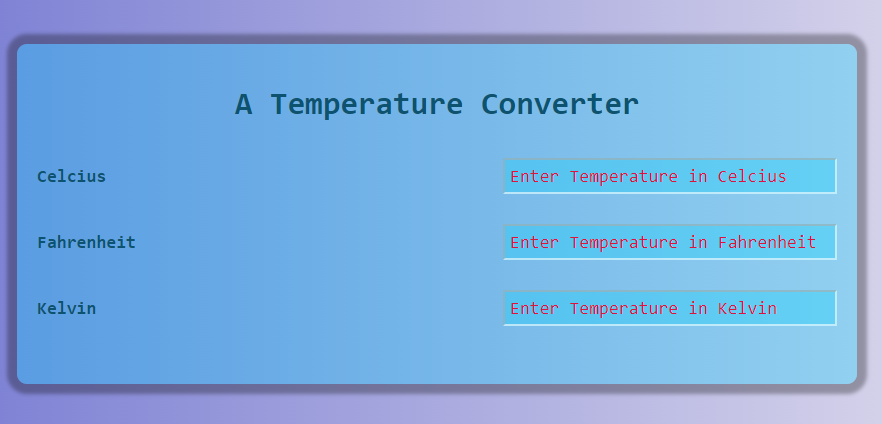 A Temperature Converter
Celcius
Enter Temperature in Celcius
Fahrenheit
Enter Temperature in Fahrenheit
Kelvin
Enter Temperature in Kelvin